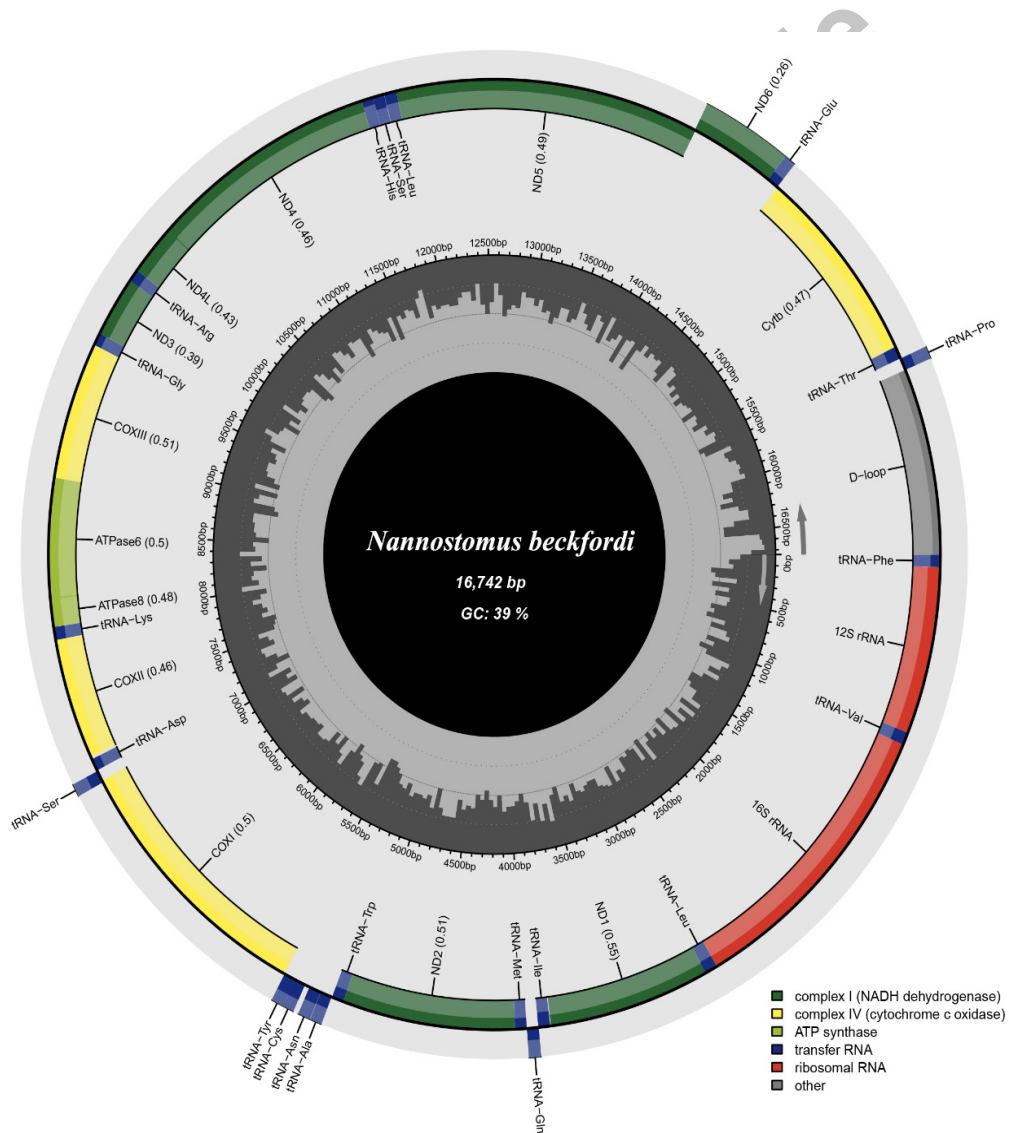 ND6 (0.26)
tRNA-Glu
Cytb (0.47)
tRNA-Pro
tRNA-Thr
D-loop
tRNA-Phe
12S rRNA
tRNA-Val
16S rRNA
tRNA-Leu
ND1 (0.55)
tRNA-Ile
tRNA-Gln
tRNA-Met
ND2 (0.51)
tRNA-Trp
tRNA-Ala
tRNA-Asn
tRNA-Cys
tRNA-Tyr
COXI (0.5)
tRNA-Ser
tRNA-Asp
COXII (0.46)
tRNA-Lys
ATPase8 (0.48)
ATPase6 (0.5)
COXIII (0.51)
tRNA-Gly
ND3 (0.39)
tRNA-Arg
ND4L (0.43)
ND4 (0.46)
tRNA-His
tRNA-Ser
tRNA-Leu
ND5 (0.49)
0bp
500bp
1000bp
1500bp
2000bp
2500bp
3000bp
3500bp
4000bp
4500bp
5000bp
5500bp
6000bp
6500bp
7000bp
7500bp
8000bp
8500bp
9000bp
9500bp
10000bp
10500bp
11000bp
11500bp
12000bp
12500bp
13000bp
13500bp
14000bp
14500bp
15000bp
15500bp
16000bp
16500bp
Nannostomus beckfordi
16,742 bp
GC: 39 %
complex I (NADH dehydrogenase)
complex IV (cytochrome c oxidase)
ATP synthase
transfer RNA
ribosomal RNA
other